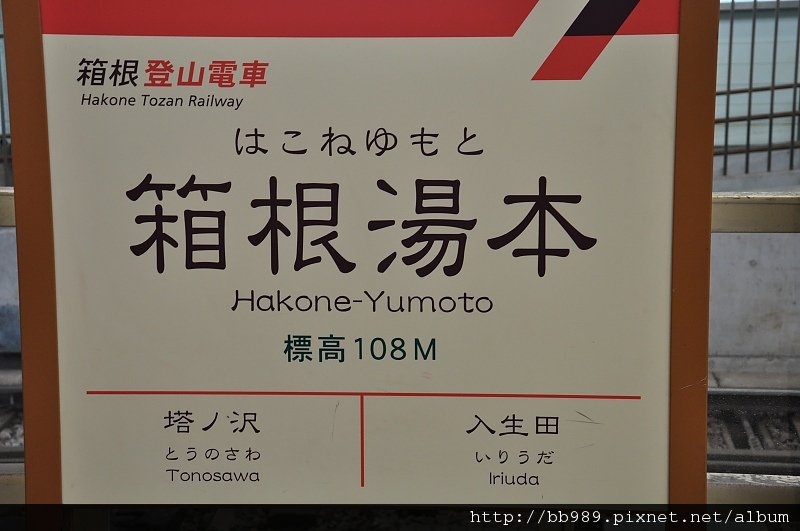 箱根登山電車
Hakone Tozan Railway
はこねゆもと
箱根湯本
Hakone-Yumoto
標高108M
塔ノ沢
とうのさわ
Tonosawa
入生田
いりうだ
Iriuda
http://bb989.pixnet.net/album